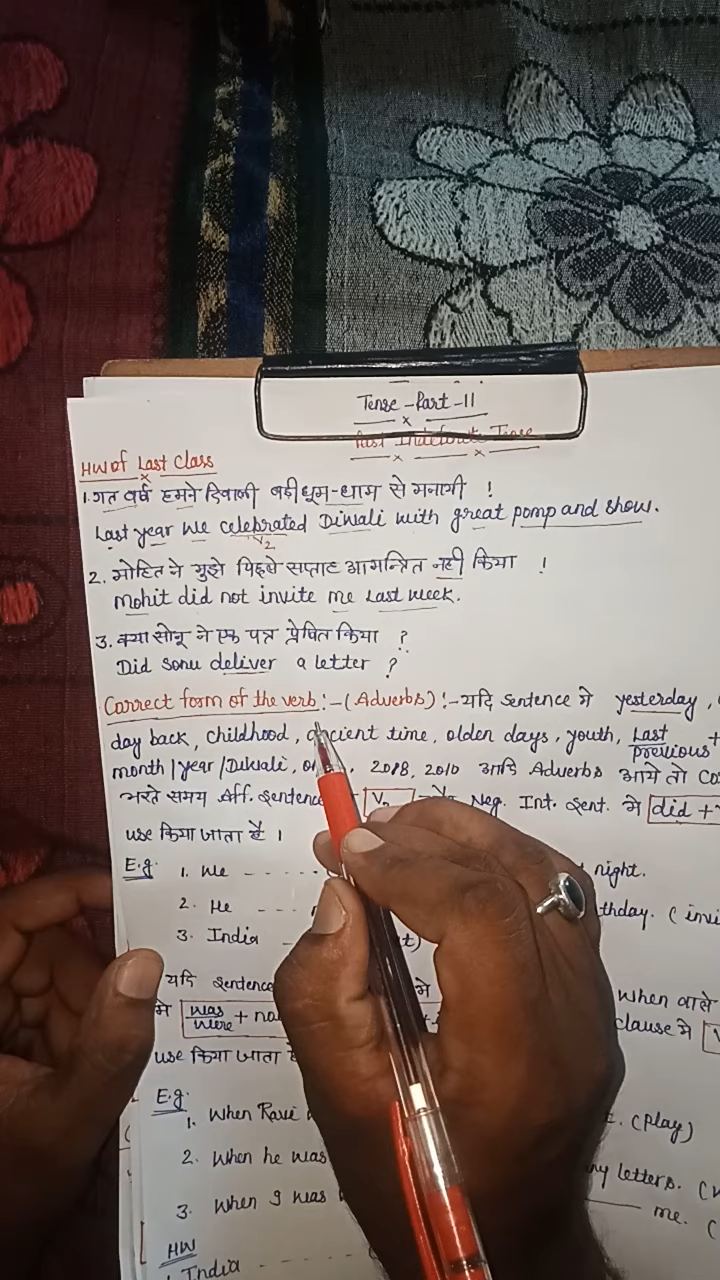 Tense -Part -11
Past Indefinite Tense
HW of Last Class
1. गत वर्ष हमने दिवाली बड़ी धूम-धाम से मनायी !
Last year we celebrated Diwali with great pomp and show.
V2
2. मोहित ने मुझे पिछ्ले सप्ताह आमन्त्रित नही किया !
Mohit did not invite me Last week.
3. क्या सोनू ने एक पत्र प्रेषित किया ?
Did Sonu deliver a letter ?
Correct form of the verb :- (Adverbs) :- यदि Sentence मे yesterday,
day back, childhood, ancient time, olden days, youth, Last +
previous
month / year / Diwali, 2018, 2010 आदि Adverbs आये तो
भरते समय Aff. Sentence V2 Neg. Int. Sent. मे did +
use किया जाता है ।
E.g. 1. We - - - - - night.
2. He - - - thday. (
3. India -
यदि Sentence मे when वाले
मे was + clause मे
were
use किया जाता
E.g.
1. When Ravi (Play)
2. When he was letters. (
3. When I was me. (
HW
India - - - - -